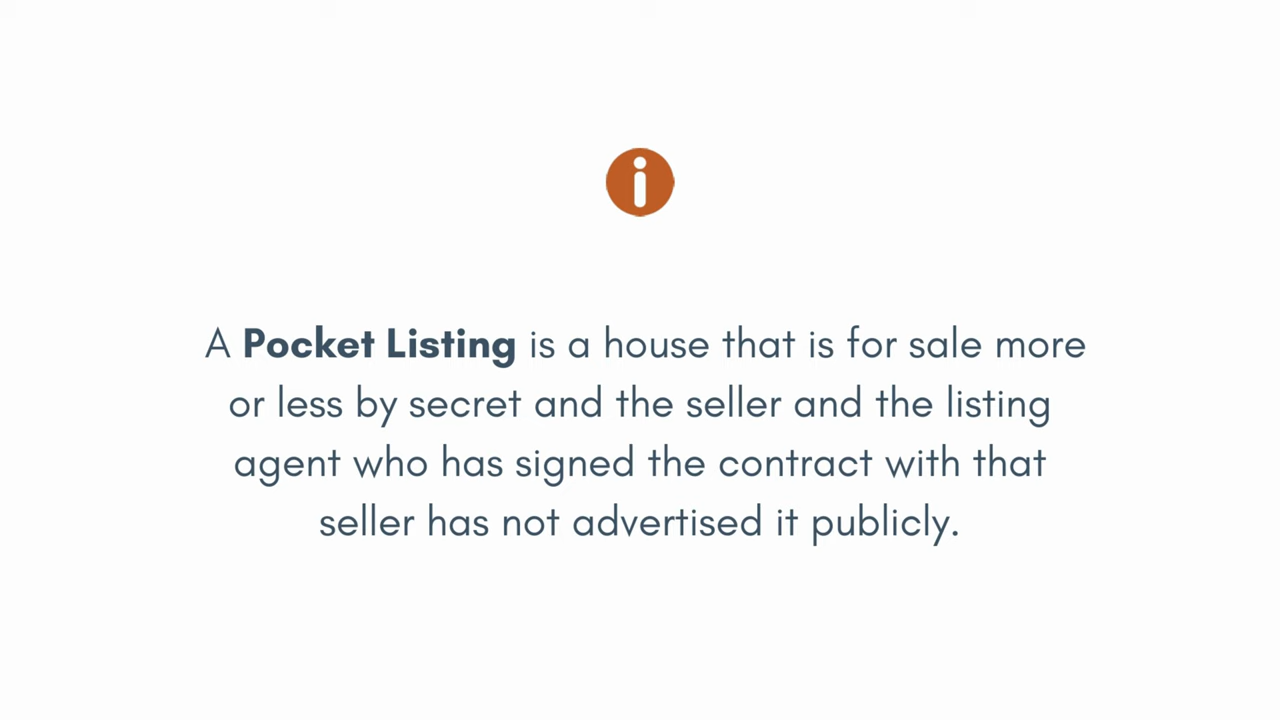 A Pocket Listing is a house that is for sale more
or less by secret and the seller and the listing
agent who has signed the contract with that
seller has not advertised it publicly.